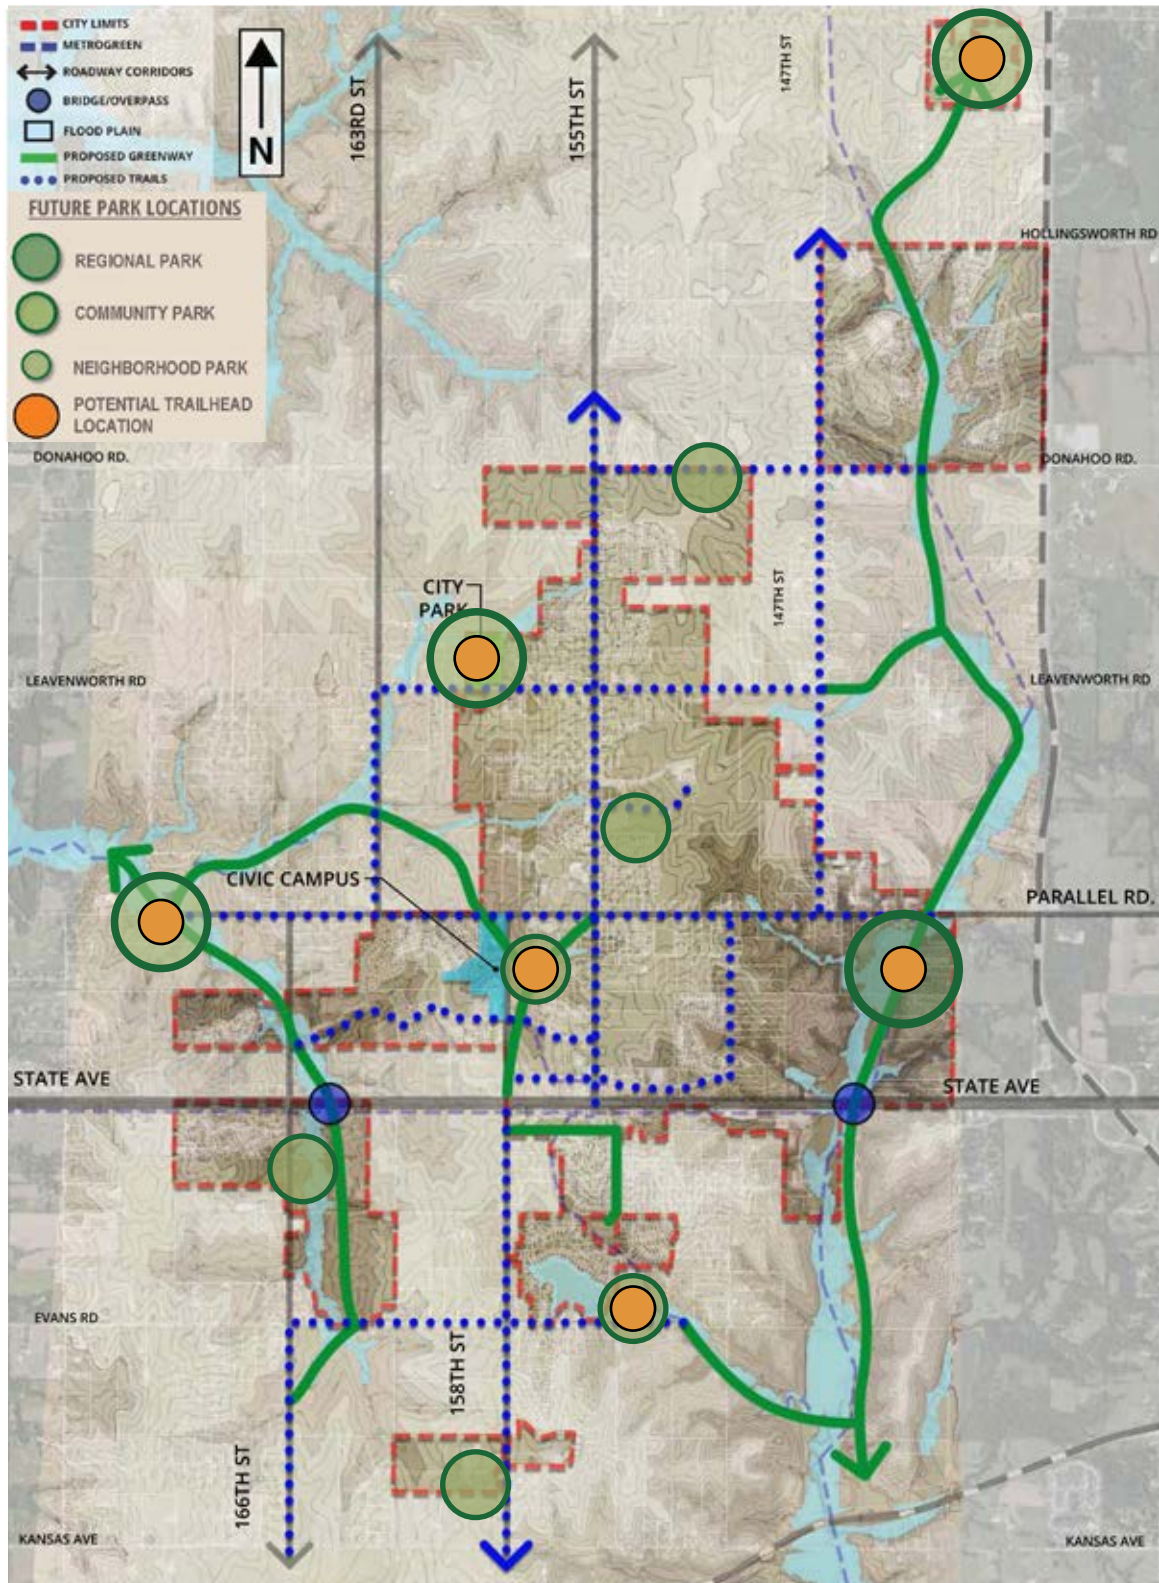 CITY LIMITS
METROGREEN
ROADWAY CORRIDORS
BRIDGE/OVERPASS
FLOOD PLAIN
PROPOSED GREENWAY
PROPOSED TRAILS
FUTURE PARK LOCATIONS
REGIONAL PARK
COMMUNITY PARK
NEIGHBORHOOD PARK
POTENTIAL TRAILHEAD
LOCATION
N
163RD ST
155TH ST
147TH ST
HOLLINGSWORTH RD
DONAHOO RD.
DONAHOO RD.
CITY
PARK
147TH ST
LEAVENWORTH RD
LEAVENWORTH RD
CIVIC CAMPUS
PARALLEL RD.
STATE AVE
STATE AVE
EVANS RD
158TH ST
166TH ST
KANSAS AVE
KANSAS AVE